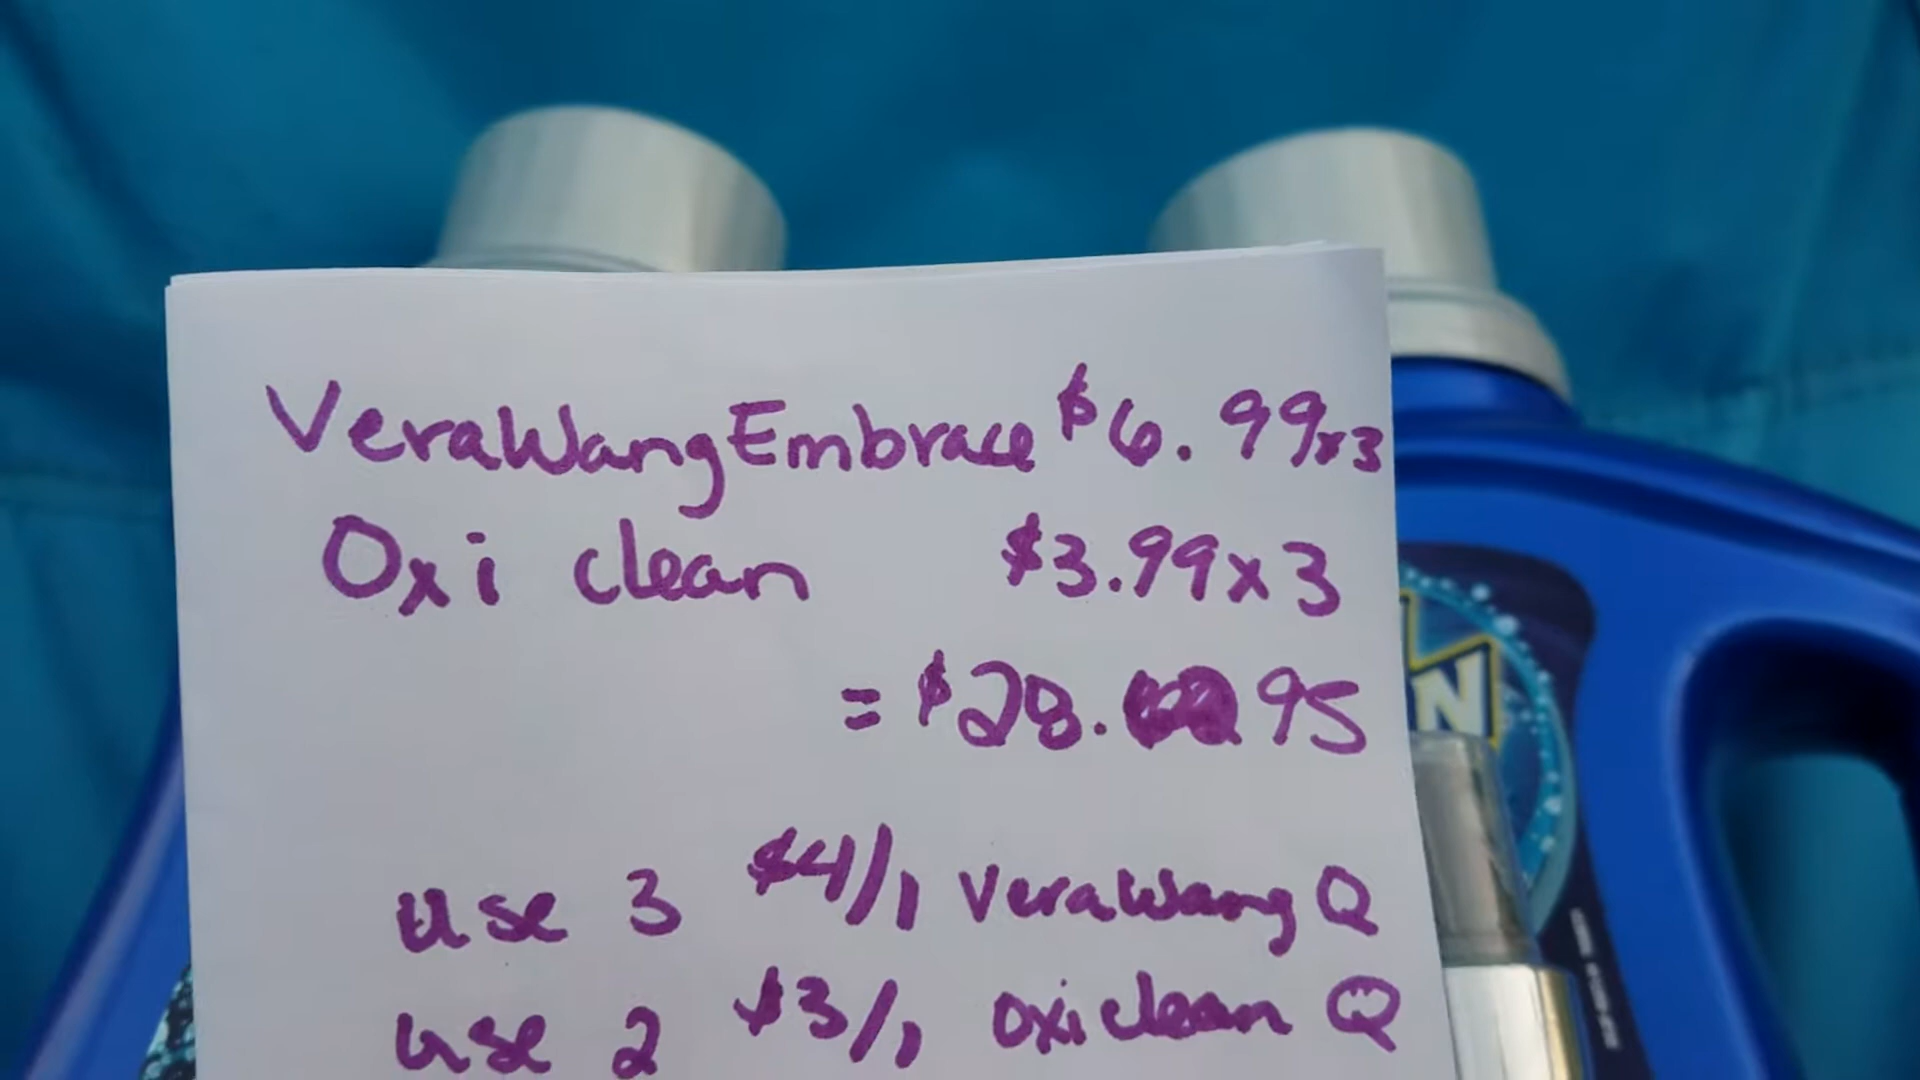 VeraWangEmbrace $6.99x3
Oxi clean $3.99x3
= $28.95
use 3 $4/1 VeraWang Q
use 2 $3/1 oxiclean Q